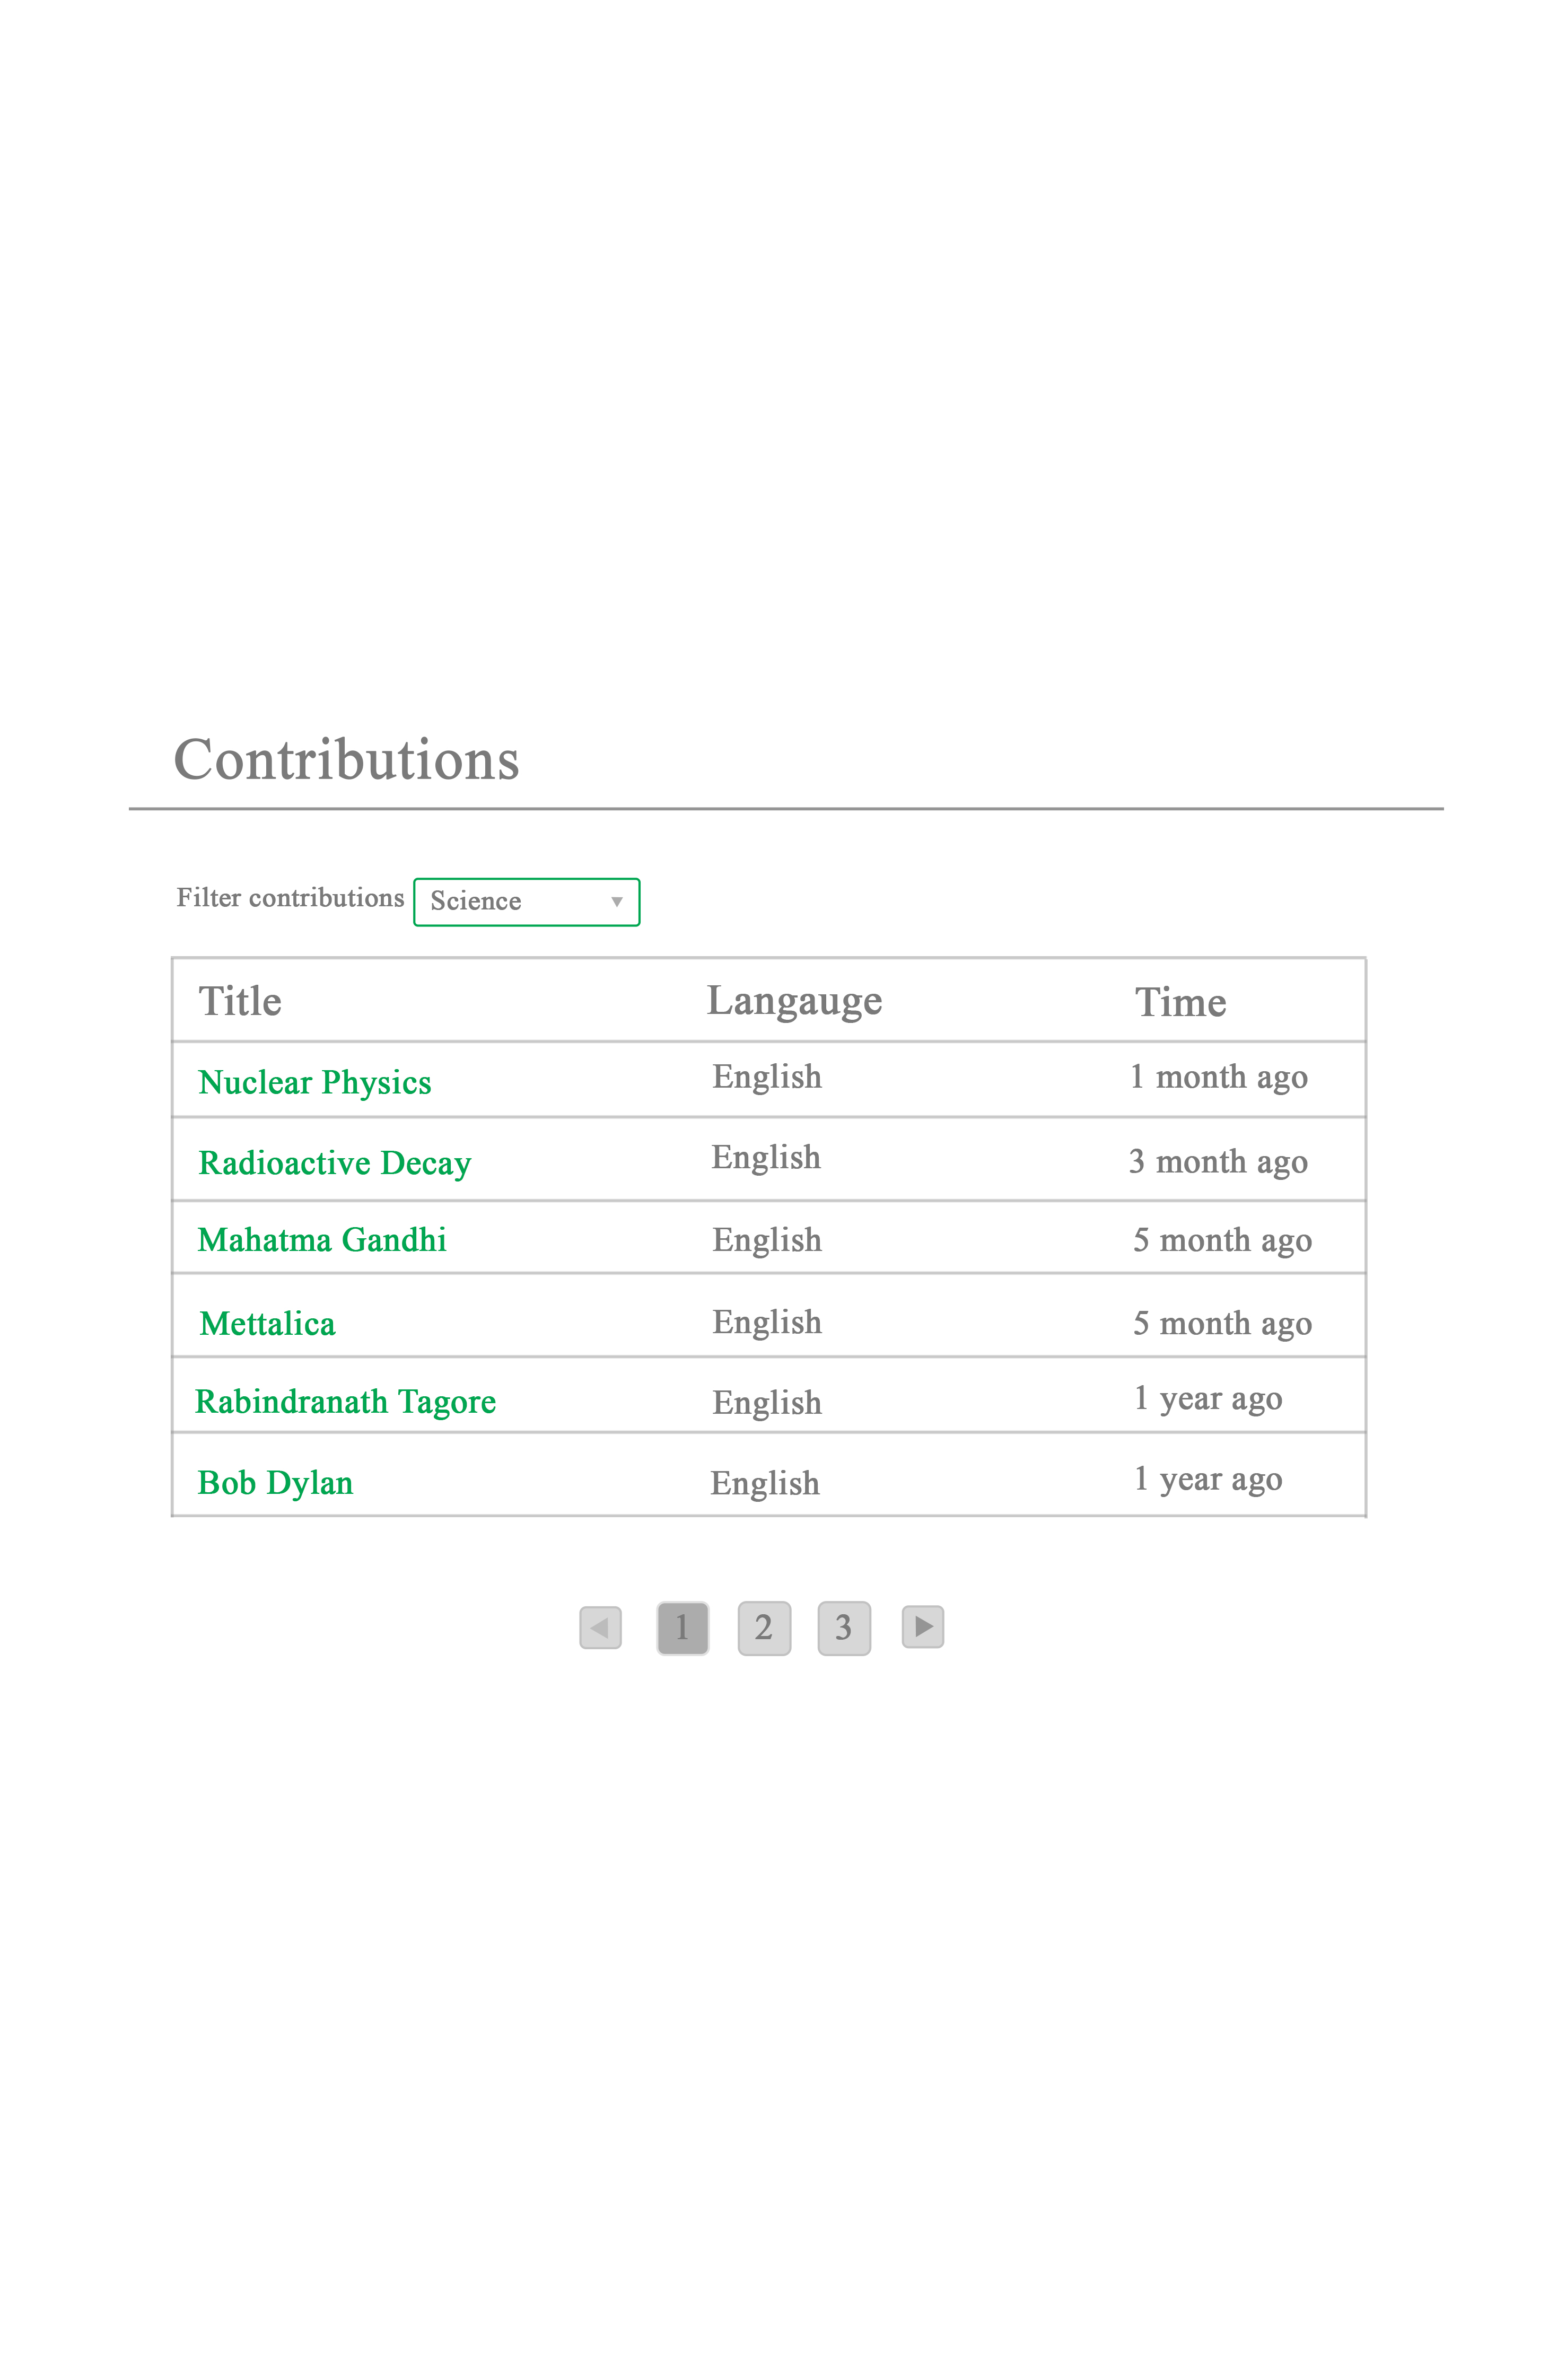 Contributions
Filter contributions Science
Title Langauge Time
Nuclear Physics English 1 month ago
Radioactive Decay English 3 month ago
Mahatma Gandhi English 5 month ago
Mettalica English 5 month ago
Rabindranath Tagore English 1 year ago
Bob Dylan English 1 year ago
1 2 3